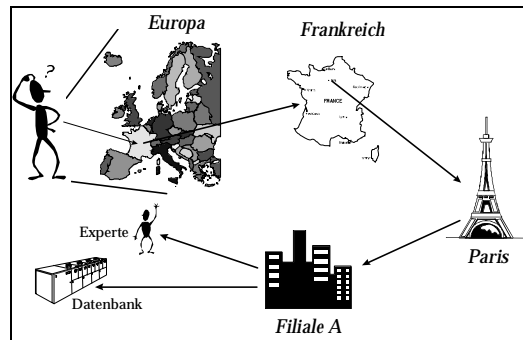 Europa
Frankreich
?
FRANCE
Paris
Experte
Datenbank
Filiale A